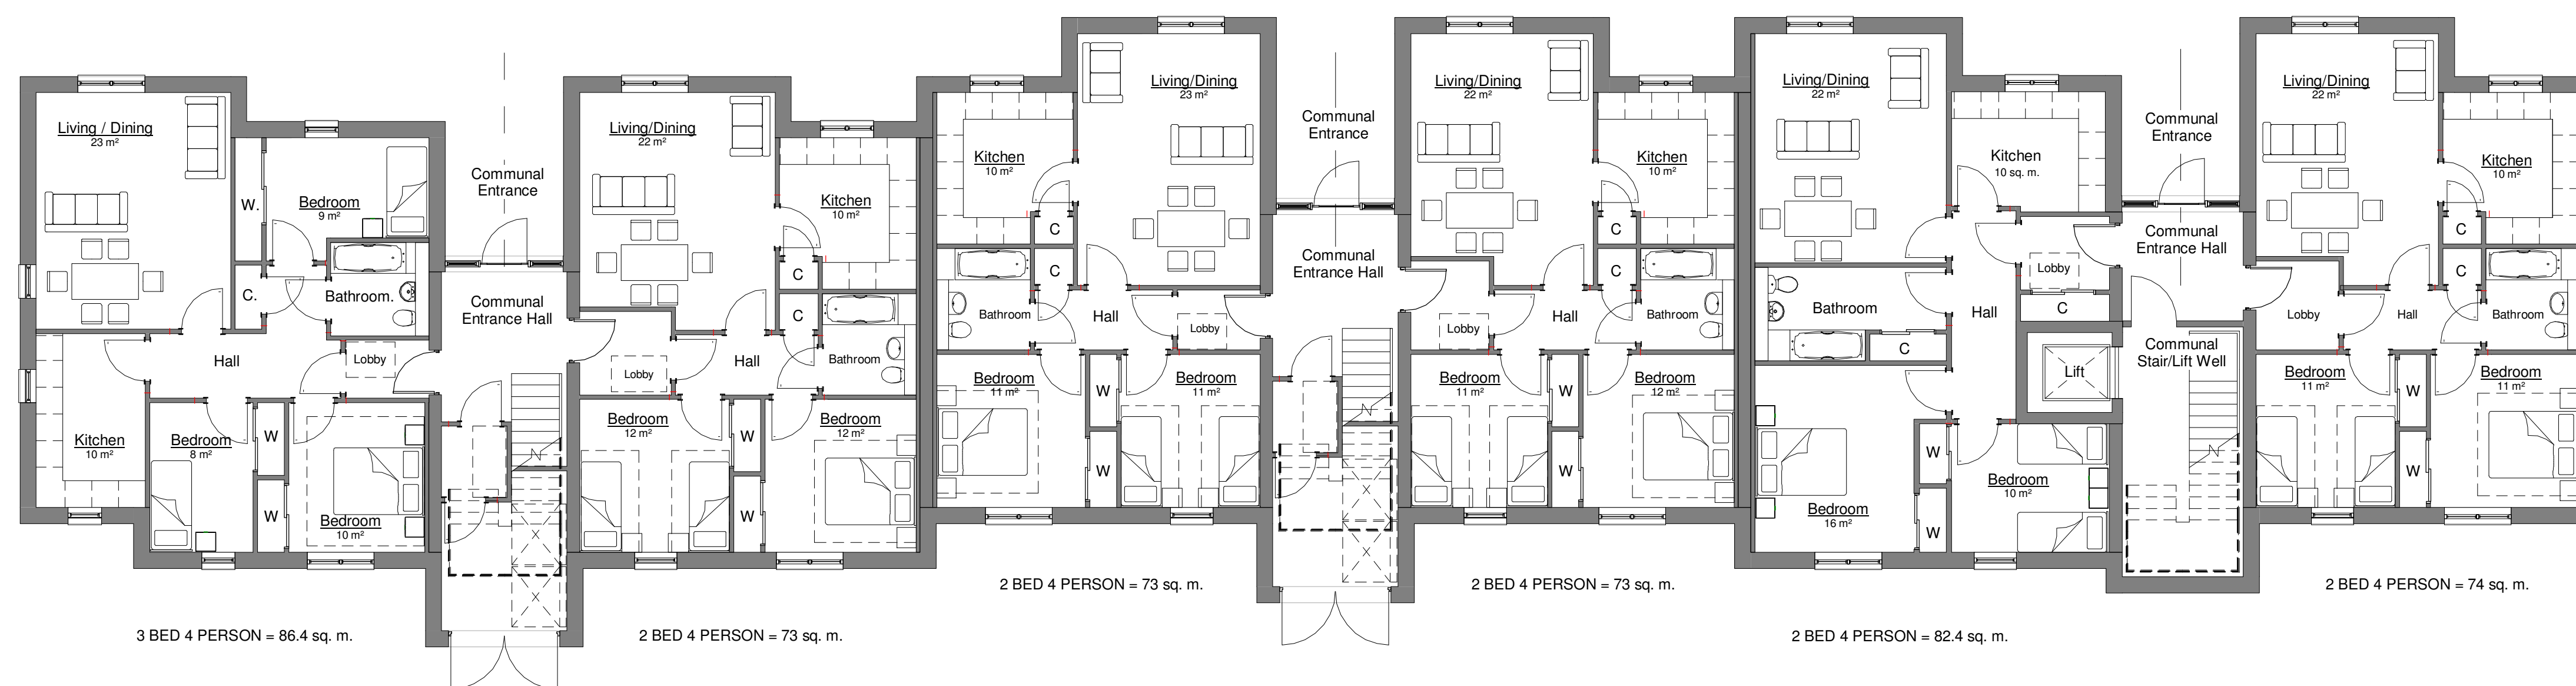 Living / Dining
23 m²
W.
Bedroom
9 m²
C.
Bathroom.
Hall
Lobby
Kitchen
10 m²
Bedroom
8 m²
W
W
Bedroom
10 m²
3 BED 4 PERSON = 86.4 sq. m.
Communal
Entrance
Communal
Entrance Hall
Living/Dining
22 m²
Kitchen
10 m²
C
C
Bathroom
Lobby
Hall
Bedroom
12 m²
W
W
Bedroom
12 m²
2 BED 4 PERSON = 73 sq. m.
Living/Dining
23 m²
Kitchen
10 m²
C
C
Bathroom
Hall
Lobby
Bedroom
11 m²
W
W
Bedroom
11 m²
2 BED 4 PERSON = 73 sq. m.
Communal
Entrance
Communal
Entrance Hall
Living/Dining
22 m²
Kitchen
10 m²
C
C
Bathroom
Lobby
Hall
Bedroom
11 m²
W
W
Bedroom
12 m²
2 BED 4 PERSON = 73 sq. m.
Living/Dining
22 m²
Kitchen
10 sq. m.
Lobby
C
Bathroom
C
Hall
Lift
Bedroom
16 m²
W
W
Bedroom
10 m²
2 BED 4 PERSON = 82.4 sq. m.
Communal
Entrance
Communal
Entrance Hall
Communal
Stair/Lift Well
Living/Dining
22 m²
Kitchen
10 m²
C
C
Bathroom
Lobby
Hall
Bedroom
11 m²
W
W
Bedroom
11 m²
2 BED 4 PERSON = 74 sq. m.